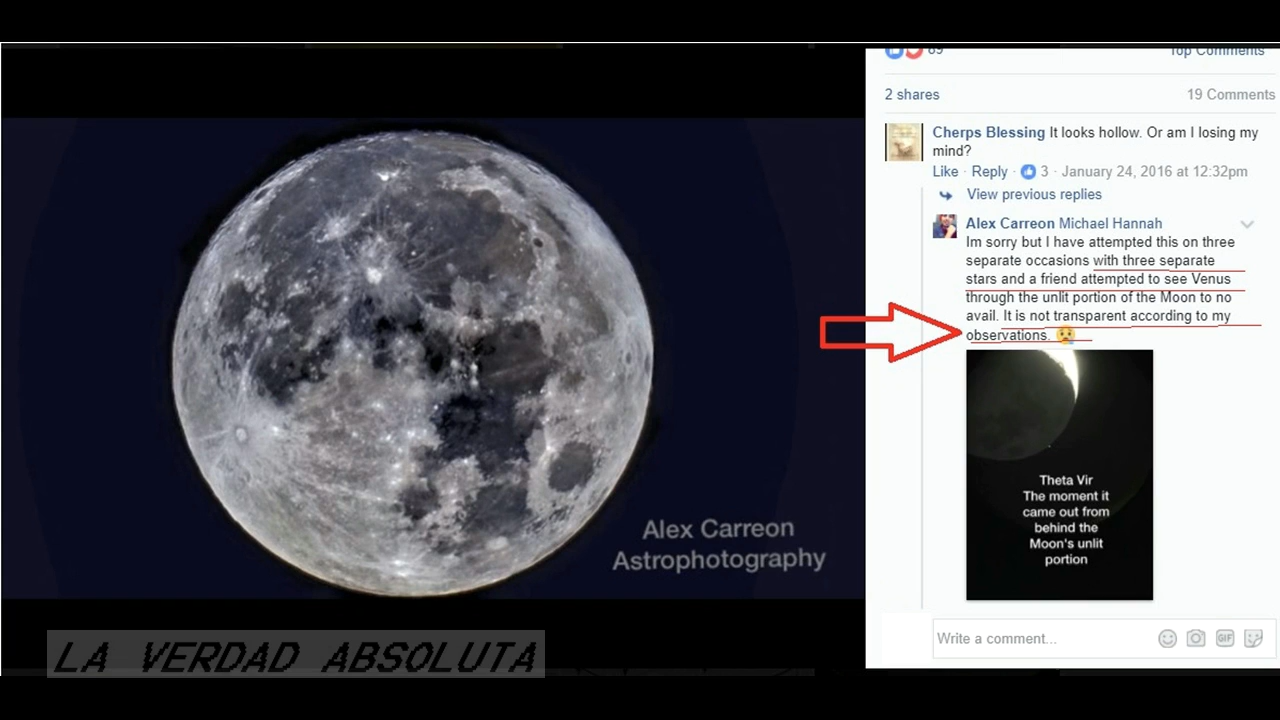 69
Top Comments
2 shares
19 Comments
Cherps Blessing It looks hollow. Or am I losing my
mind?
Like · Reply · 3 · January 24, 2016 at 12:32pm
View previous replies
Alex Carreon Michael Hannah
Im sorry but I have attempted this on three
separate occasions with three separate
stars and a friend attempted to see Venus
through the unlit portion of the Moon to no
avail. It is not transparent according to my
observations.
Theta Vir
The moment it
came out from
behind the
Moon's unlit
portion
Write a comment...
GIF
Alex Carreon
Astrophotography
LA VERDAD ABSOLUTA